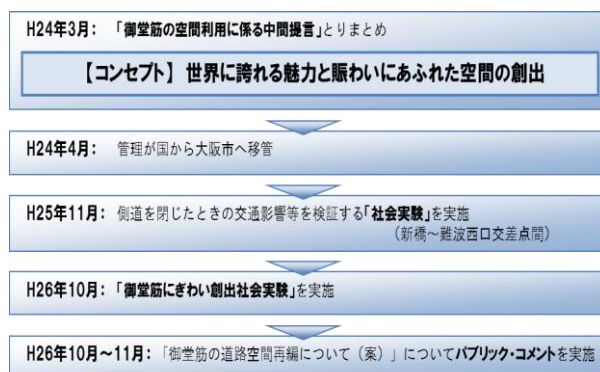 H24年3月：「御堂筋の空間利用に係る中間提言」とりまとめ
【コンセプト】世界に誇れる魅力と賑わいにあふれた空間の創出
H24年4月： 管理が国から大阪市へ移管
H25年11月： 側道を閉じたときの交通影響等を検証する「社会実験」を実施
（新橋～難波西口交差点間）
H26年10月：「御堂筋にぎわい創出社会実験」を実施
H26年10月～11月：「御堂筋の道路空間再編について（案）」についてパブリック・コメントを実施